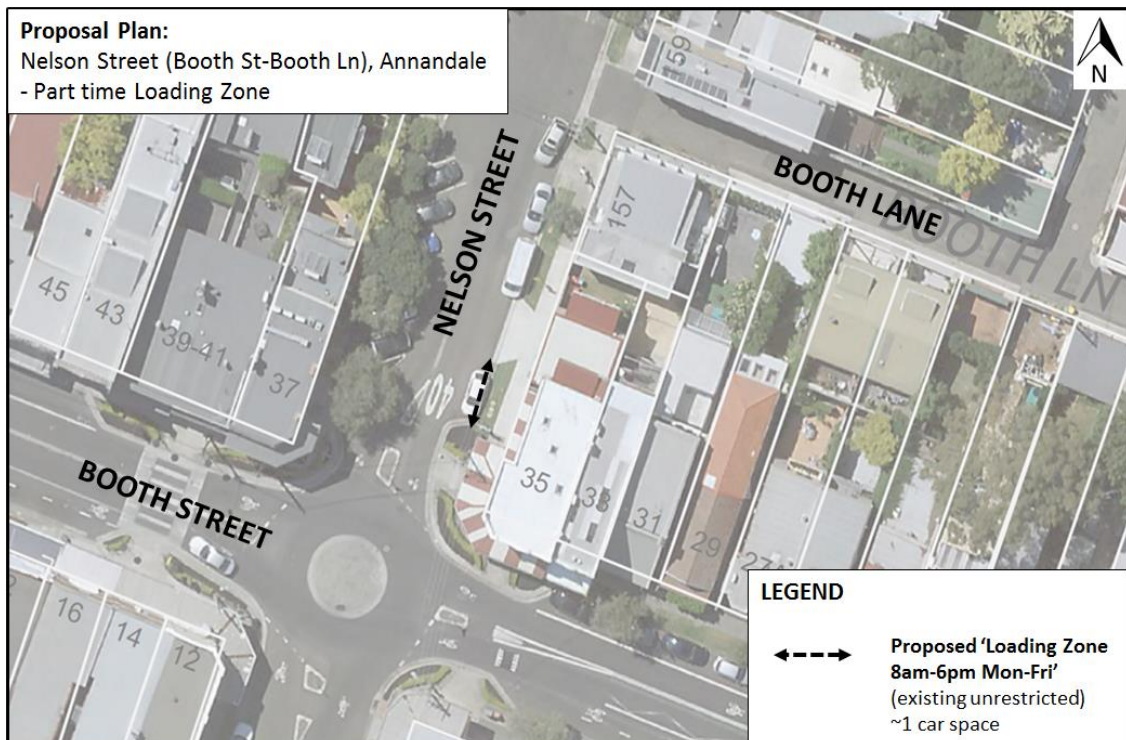 Proposal Plan:
Nelson Street (Booth St-Booth Ln), Annandale
- Part time Loading Zone
N
159
BOOTH LANE
BOOTH LN
NELSON STREET
157
45
43
39-41
37
40
BOOTH STREET
35
33
31
29
16
14
12
LEGEND
Proposed ‘Loading Zone
8am-6pm Mon-Fri’
(existing unrestricted)
~1 car space